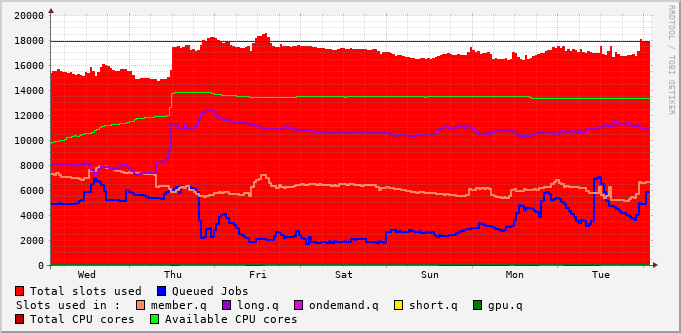 20000
18000
16000
14000
12000
10000
8000
6000
4000
2000
0
Wed Thu Fri Sat Sun Mon Tue
Total slots used Queued Jobs
Slots used in : member.q long.q ondemand.q short.q gpu.q
Total CPU cores Available CPU cores
RRDTOOL / TOBI OETIKER